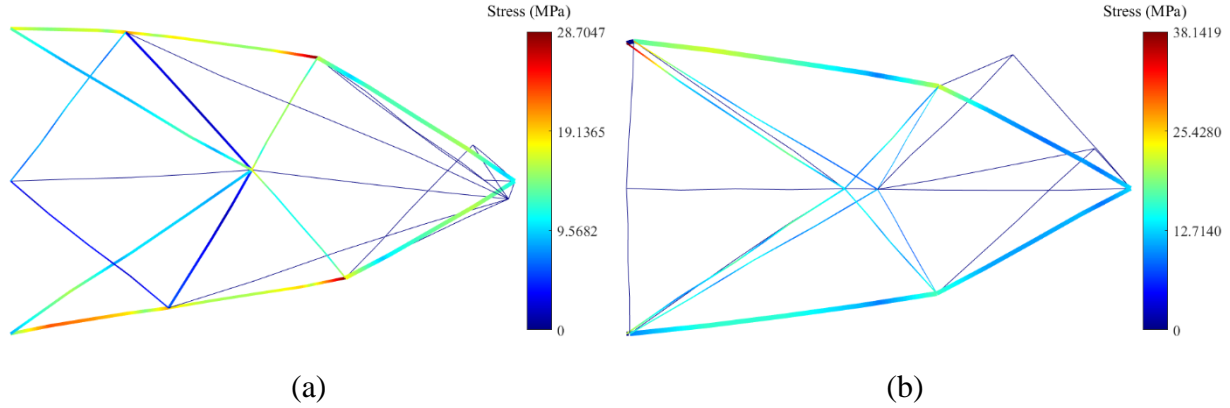 Stress (MPa)
28.7047
19.1365
9.5682
0
(a)
Stress (MPa)
38.1419
25.4280
12.7140
0
(b)